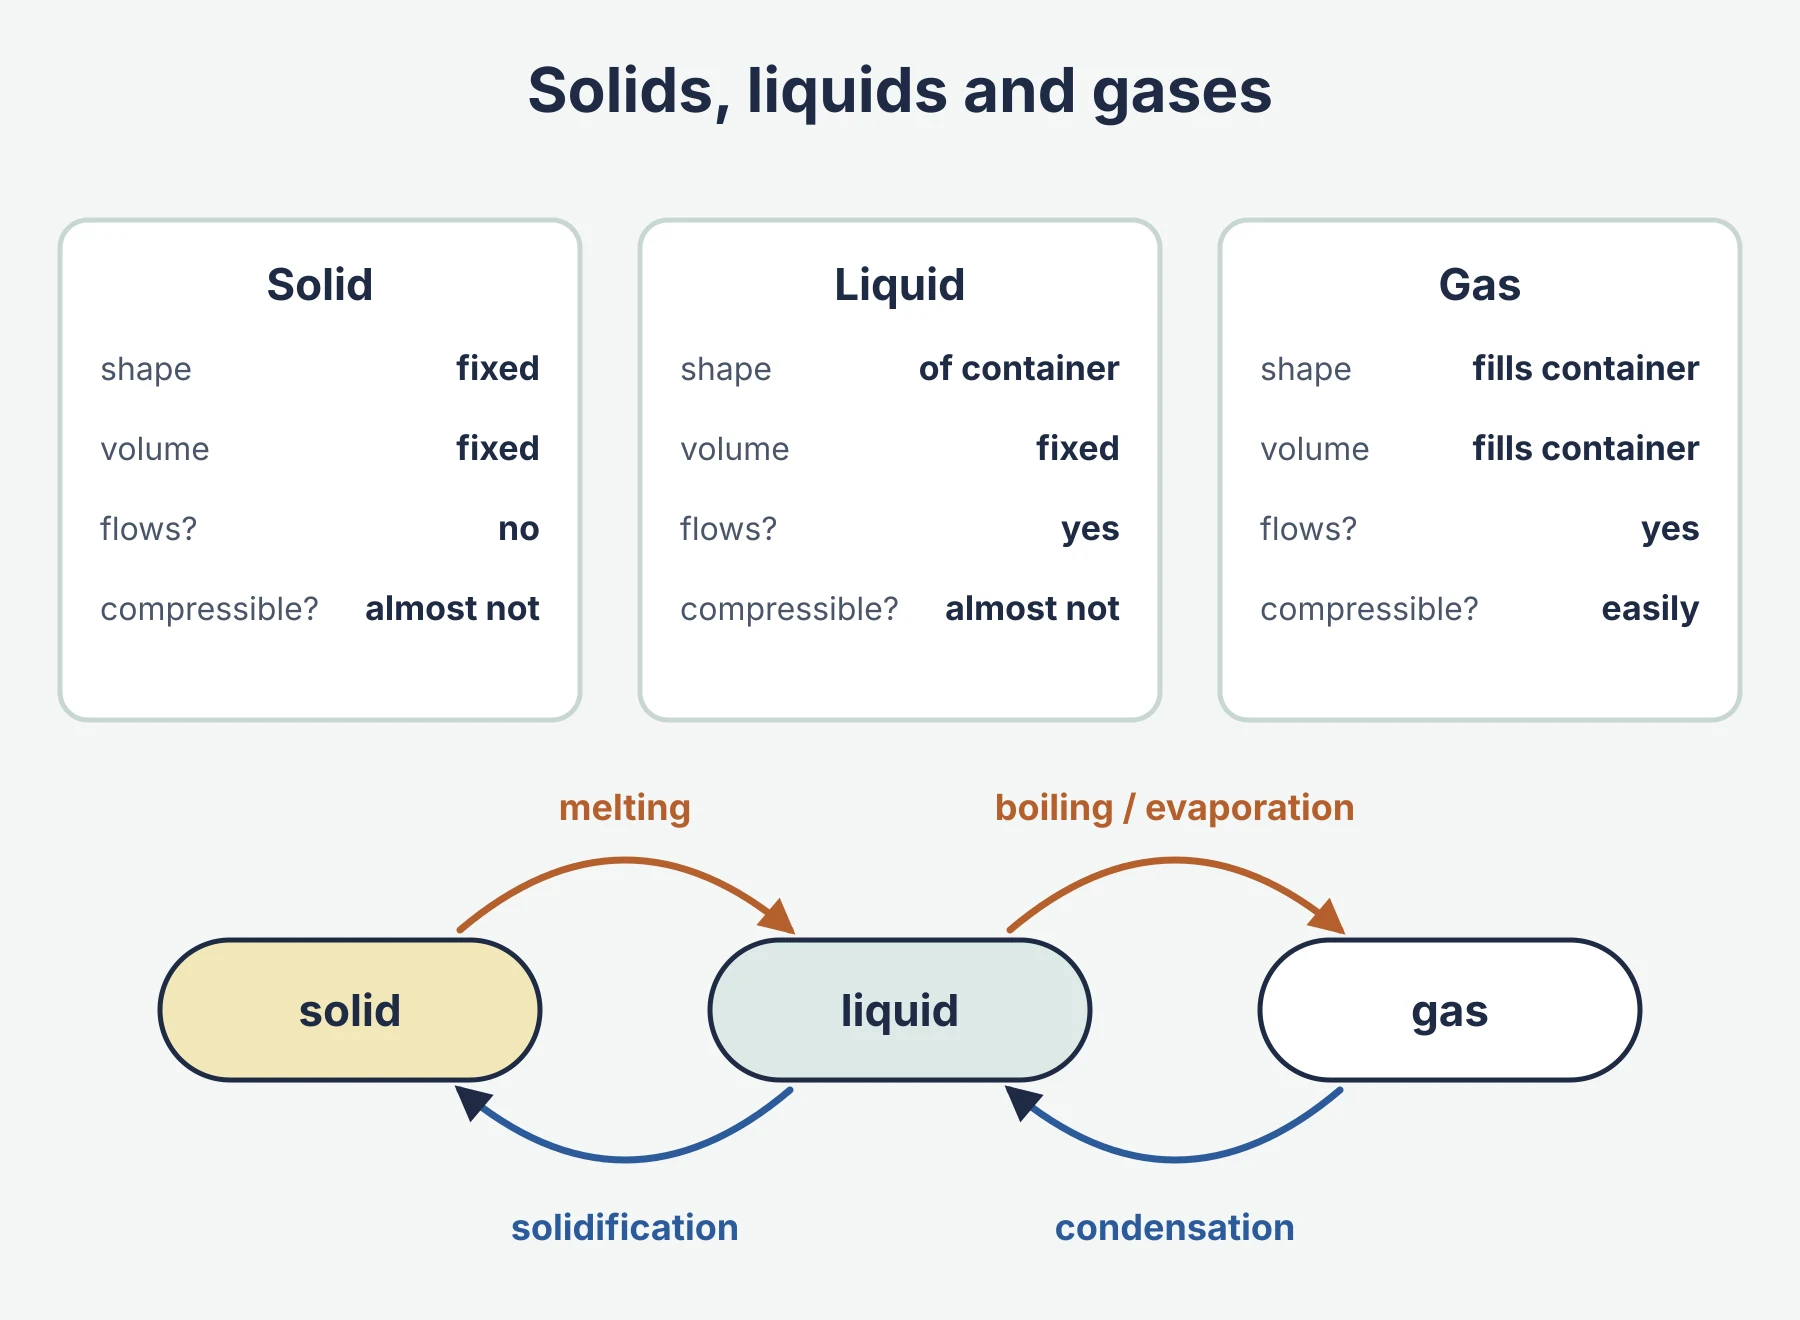 Solids, liquids and gases
Solid
shape fixed
volume fixed
flows? no
compressible? almost not
Liquid
shape of container
volume fixed
flows? yes
compressible? almost not
Gas
shape fills container
volume fills container
flows? yes
compressible? easily
melting
boiling / evaporation
solid
liquid
gas
solidification
condensation